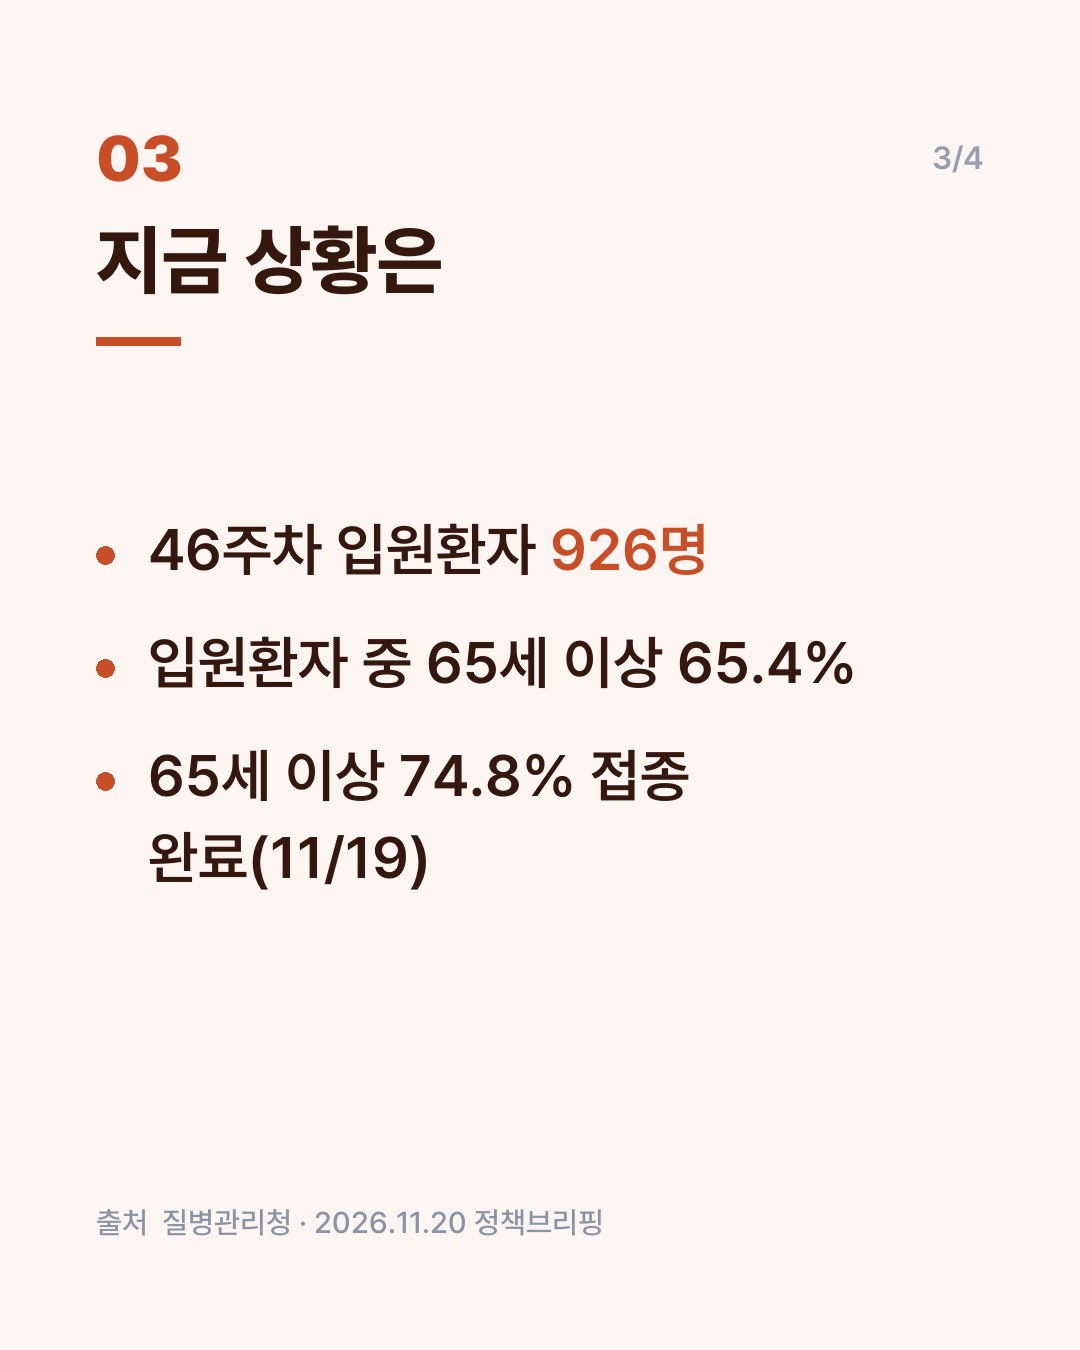 03
3/4
지금 상황은
46주차 입원환자 926명
입원환자 중 65세 이상 65.4%
65세 이상 74.8% 접종
완료(11/19)
출처 질병관리청 · 2026.11.20 정책브리핑